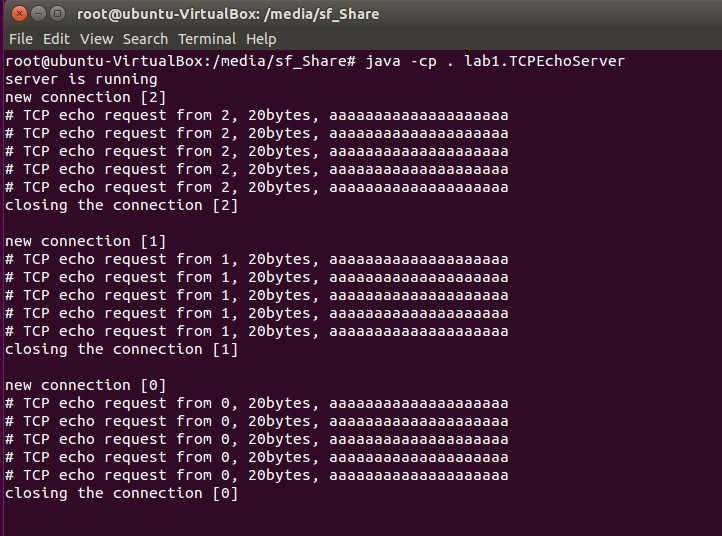 root@ubuntu-VirtualBox: /media/sf_Share
File Edit View Search Terminal Help
root@ubuntu-VirtualBox:/media/sf_Share# java -cp . lab1.TCPEchoServer
server is running
new connection [2]
# TCP echo request from 2, 20bytes, aaaaaaaaaaaaaaaaaaaa
# TCP echo request from 2, 20bytes, aaaaaaaaaaaaaaaaaaaa
# TCP echo request from 2, 20bytes, aaaaaaaaaaaaaaaaaaaa
# TCP echo request from 2, 20bytes, aaaaaaaaaaaaaaaaaaaa
# TCP echo request from 2, 20bytes, aaaaaaaaaaaaaaaaaaaa
closing the connection [2]
new connection [1]
# TCP echo request from 1, 20bytes, aaaaaaaaaaaaaaaaaaaa
# TCP echo request from 1, 20bytes, aaaaaaaaaaaaaaaaaaaa
# TCP echo request from 1, 20bytes, aaaaaaaaaaaaaaaaaaaa
# TCP echo request from 1, 20bytes, aaaaaaaaaaaaaaaaaaaa
# TCP echo request from 1, 20bytes, aaaaaaaaaaaaaaaaaaaa
closing the connection [1]
new connection [0]
# TCP echo request from 0, 20bytes, aaaaaaaaaaaaaaaaaaaa
# TCP echo request from 0, 20bytes, aaaaaaaaaaaaaaaaaaaa
# TCP echo request from 0, 20bytes, aaaaaaaaaaaaaaaaaaaa
# TCP echo request from 0, 20bytes, aaaaaaaaaaaaaaaaaaaa
# TCP echo request from 0, 20bytes, aaaaaaaaaaaaaaaaaaaa
closing the connection [0]